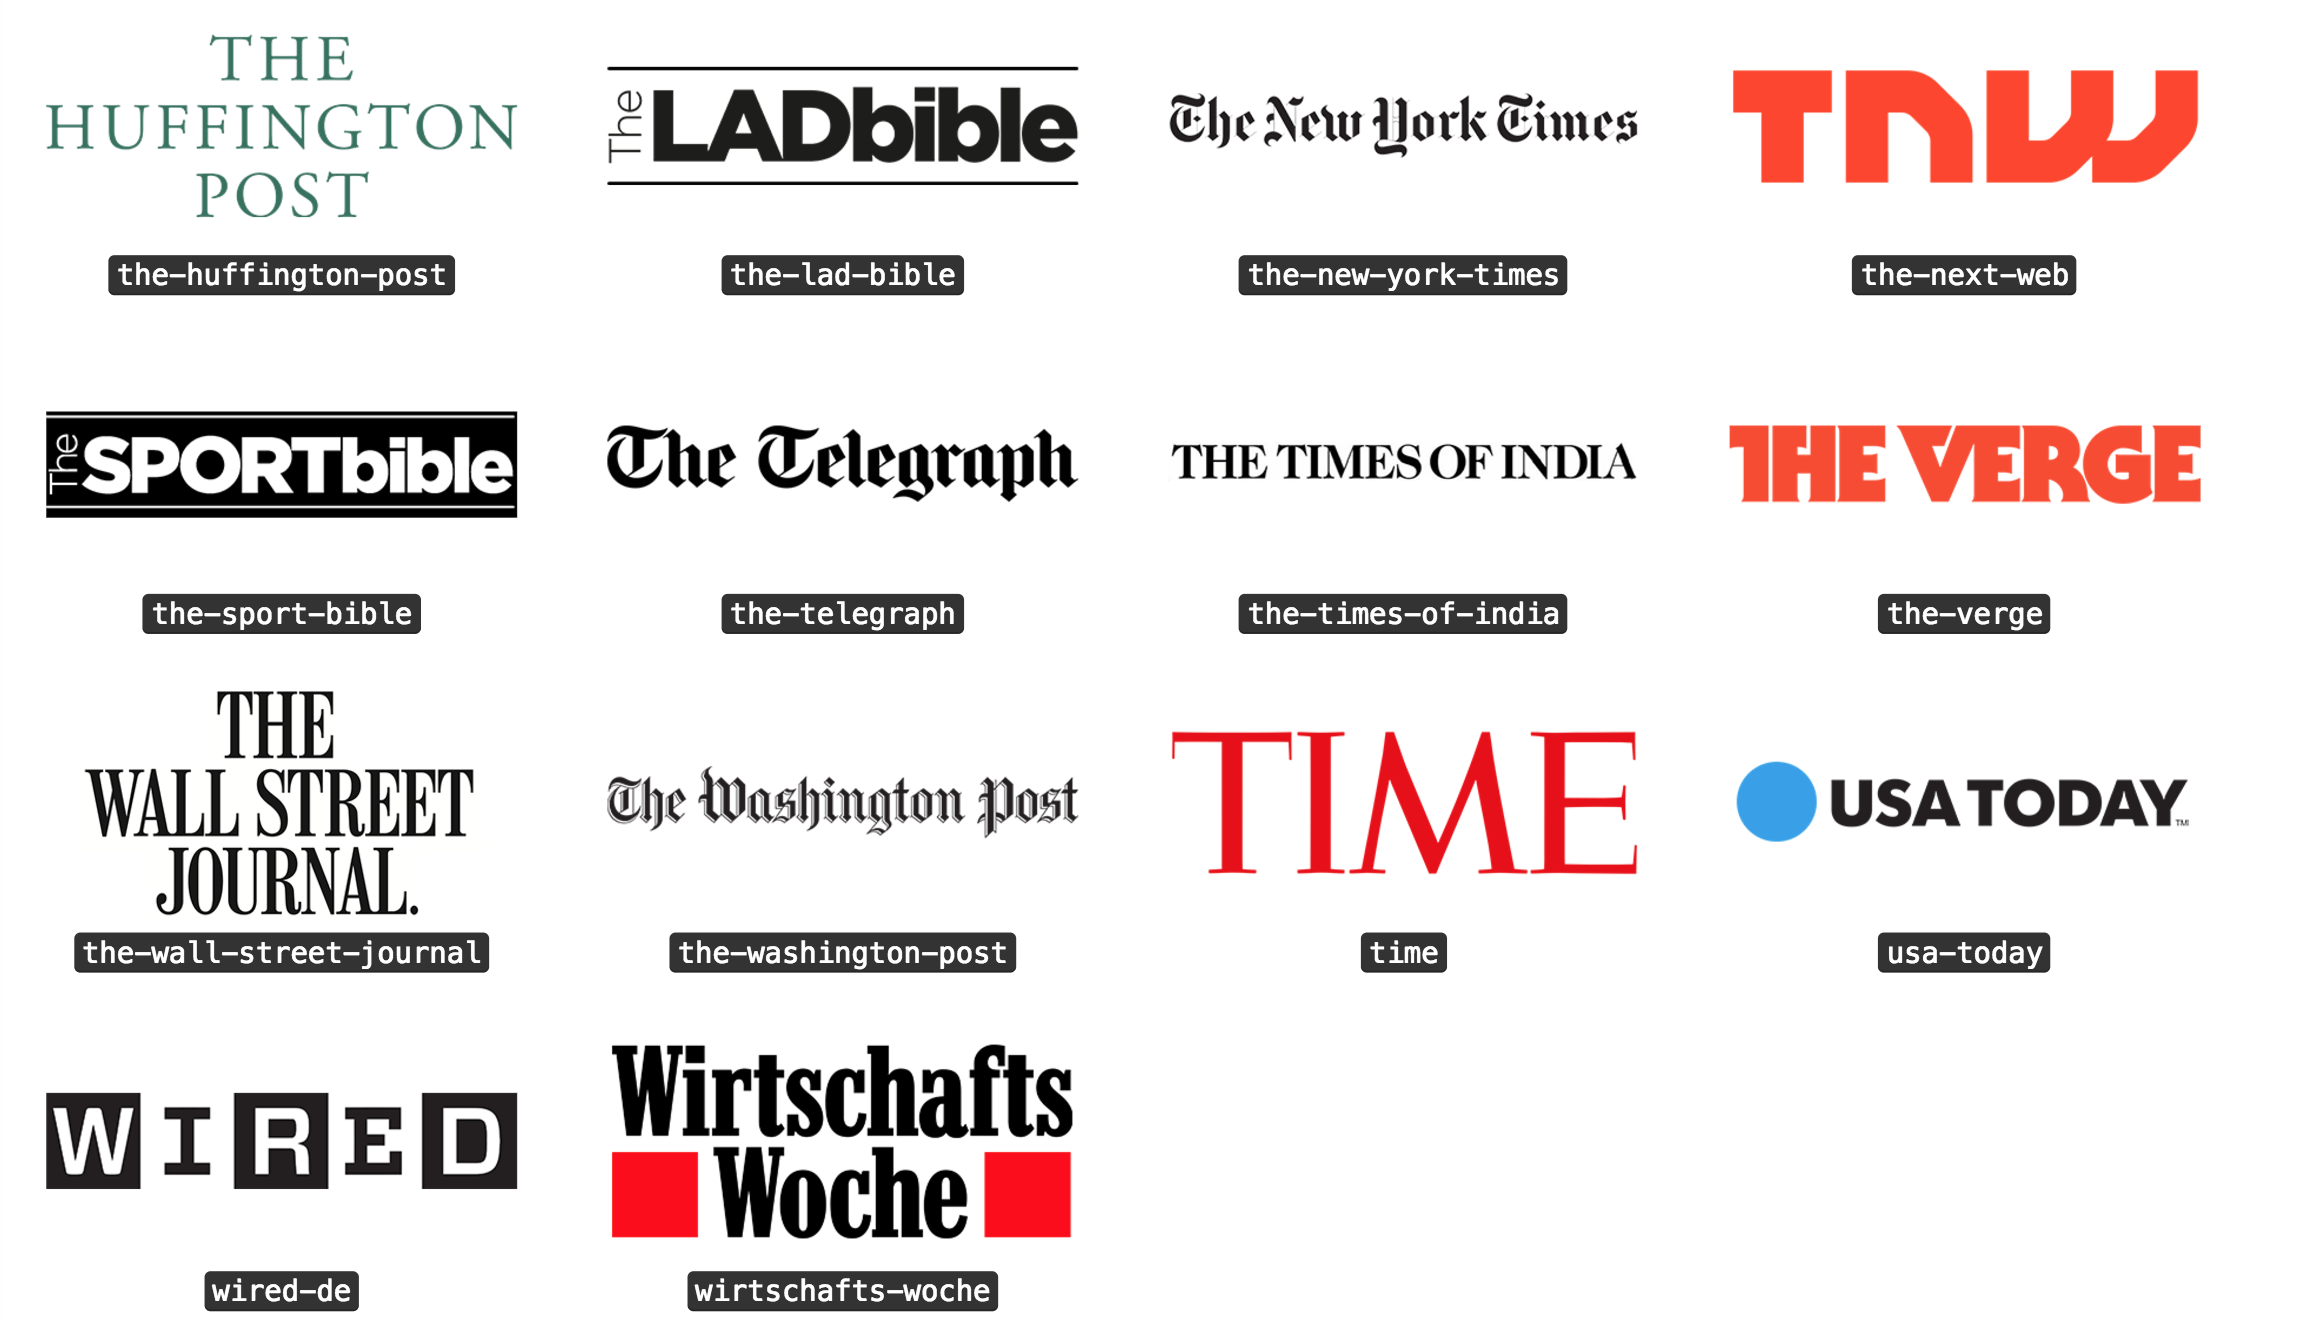 THE
HUFFINGTON
POST
The LADbible
The New York Times
TNW
the-huffington-post
the-lad-bible
the-new-york-times
the-next-web
The SPORTbible
The Telegraph
THE TIMES OF INDIA
THE VERGE
the-sport-bible
the-telegraph
the-times-of-india
the-verge
THE
WALL STREET
JOURNAL.
The Washington Post
TIME
USA TODAY™
the-wall-street-journal
the-washington-post
time
usa-today
WIRED
Wirtschafts
Woche
wired-de
wirtschafts-woche